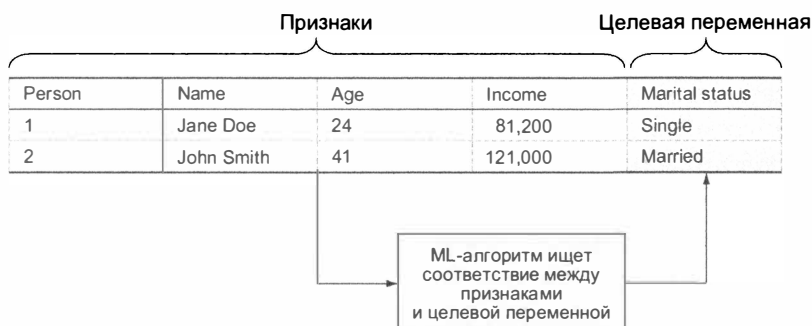 Признаки Целевая переменная
Person Name Age Income Marital status
1 Jane Doe 24 81,200 Single
2 John Smith 41 121,000 Married
ML-алгоритм ищет
соответствие между
признаками
и целевой переменной